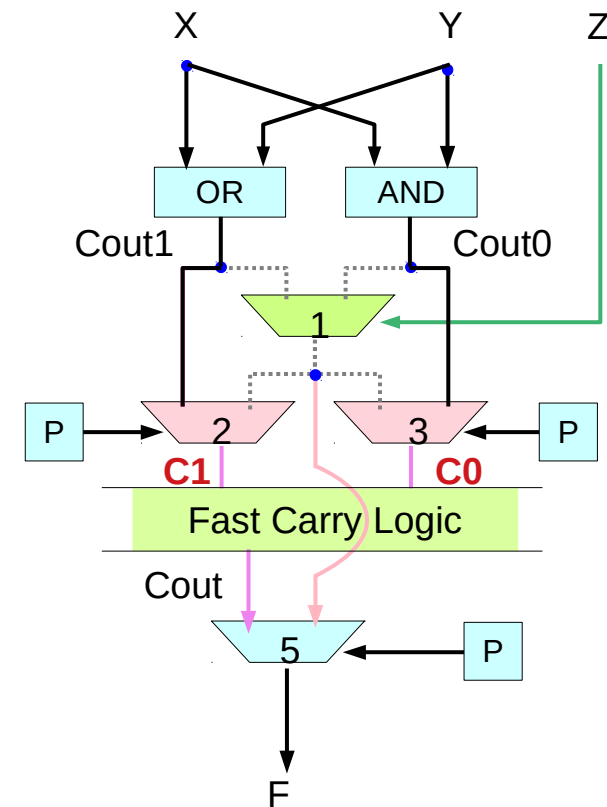 X Y Z
OR AND
Cout1 Cout0
1
P 2 3 P
C1 C0
Fast Carry Logic
Cout
5 P
F